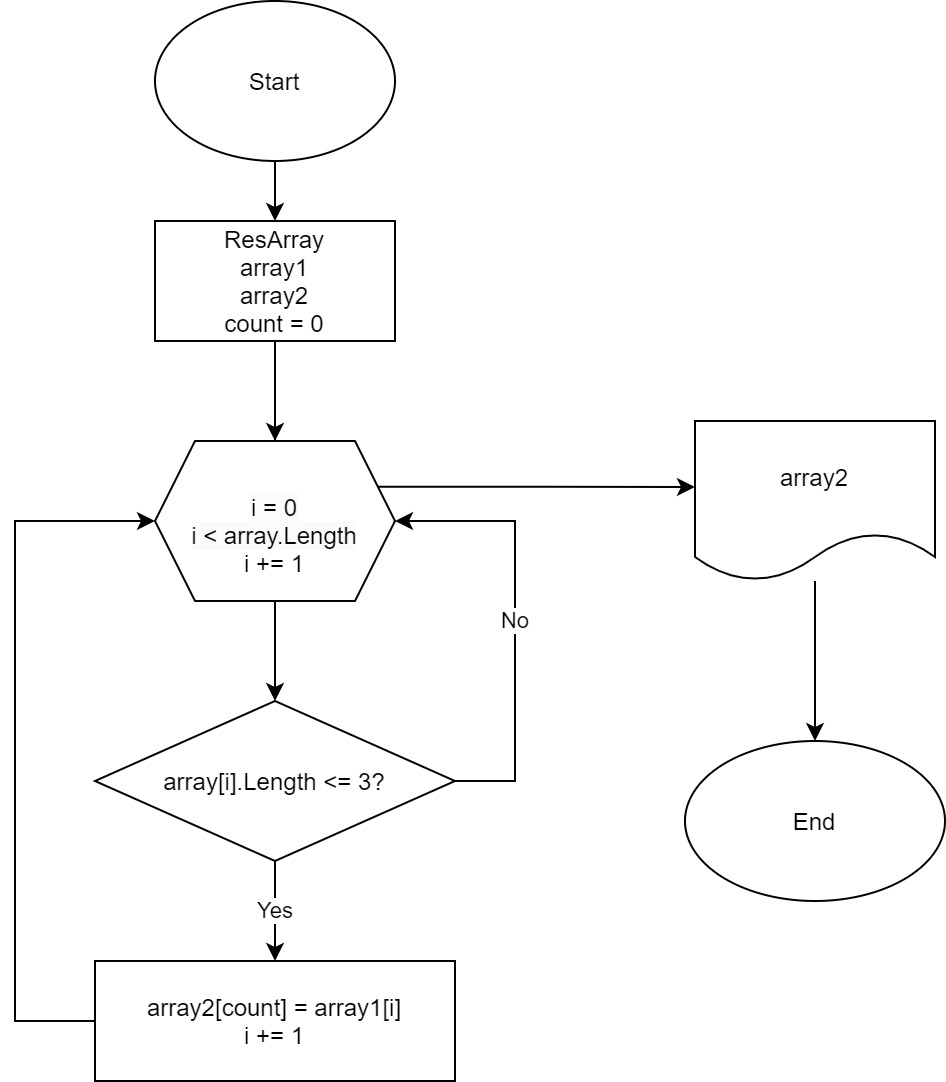 Start
ResArray
array1
array2
count = 0
i = 0
i < array.Length
i += 1
array2
No
array[i].Length <= 3?
End
Yes
array2[count] = array1[i]
i += 1